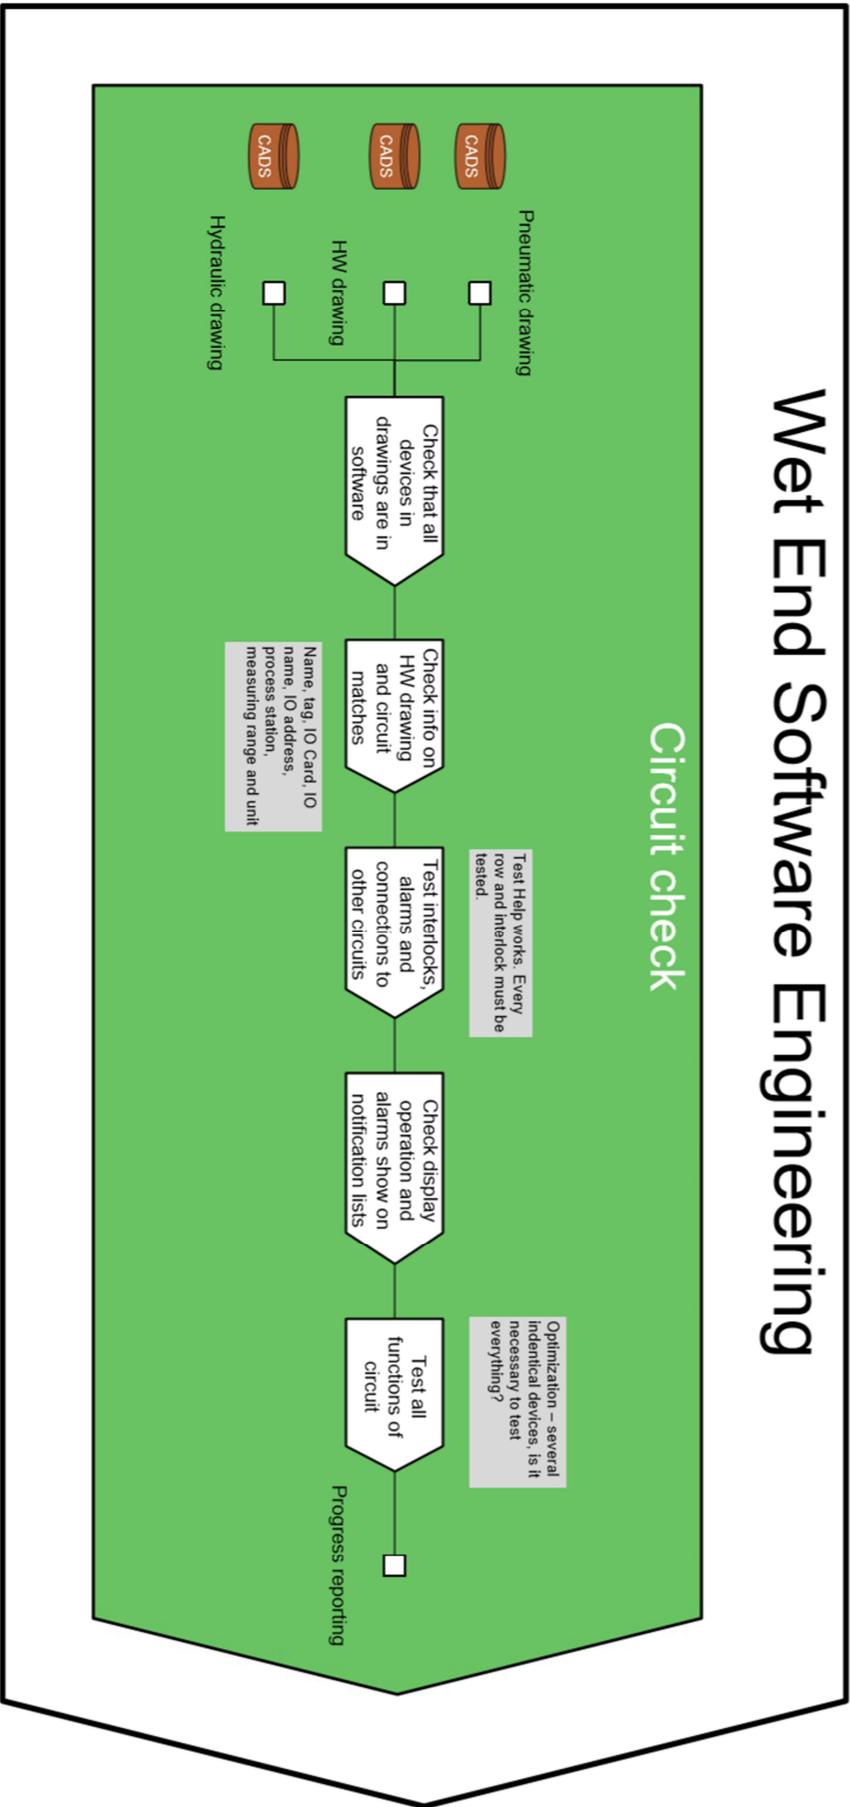 Wet End Software Engineering
Circuit check
CADS
Pneumatic drawing
CADS
HW drawing
CADS
Hydraulic drawing
Check that all
devices in
drawings are in
software
Check info on
HW drawing
and circuit
matches
Name, tag, IO Card, IO
name, IO address,
process station,
measuring range and unit
Test Help works. Every
row and interlock must be
tested.
Test interlocks,
alarms and
connections to
other circuits
Check display
operation and
alarms show on
notification lists
Optimization – several
indentical devices, is it
necessary to test
everything?
Test all
functions of
circuit
Progress reporting